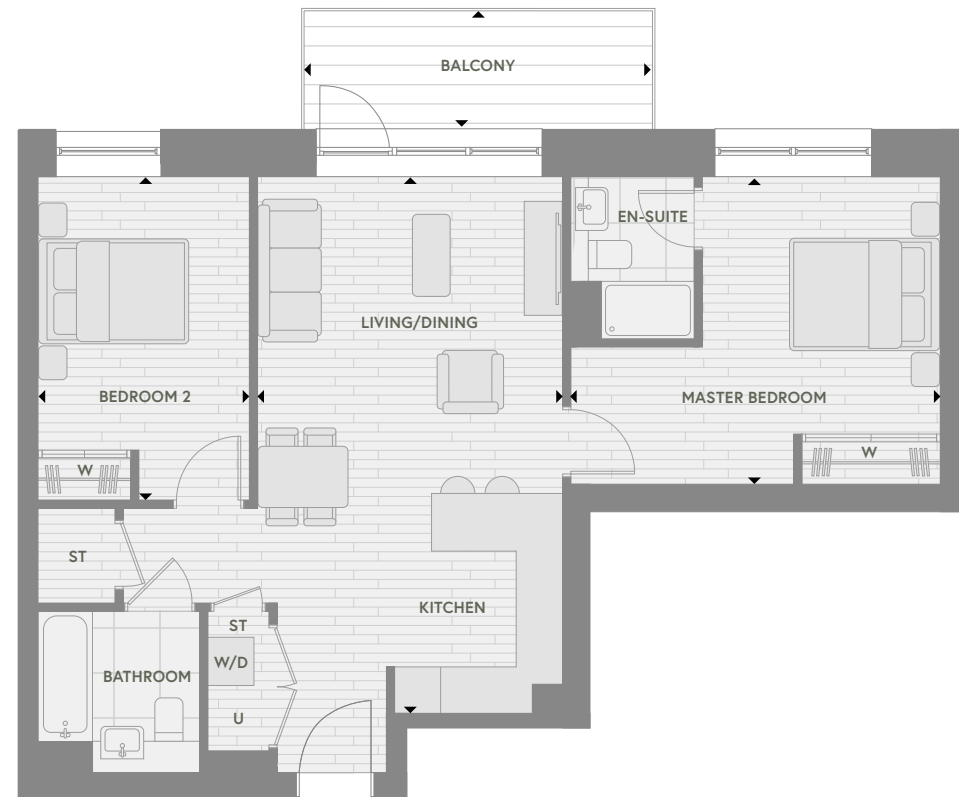 BALCONY
EN-SUITE
LIVING/DINING
BEDROOM 2
MASTER BEDROOM
W
W
ST
KITCHEN
ST
W/D
BATHROOM
U